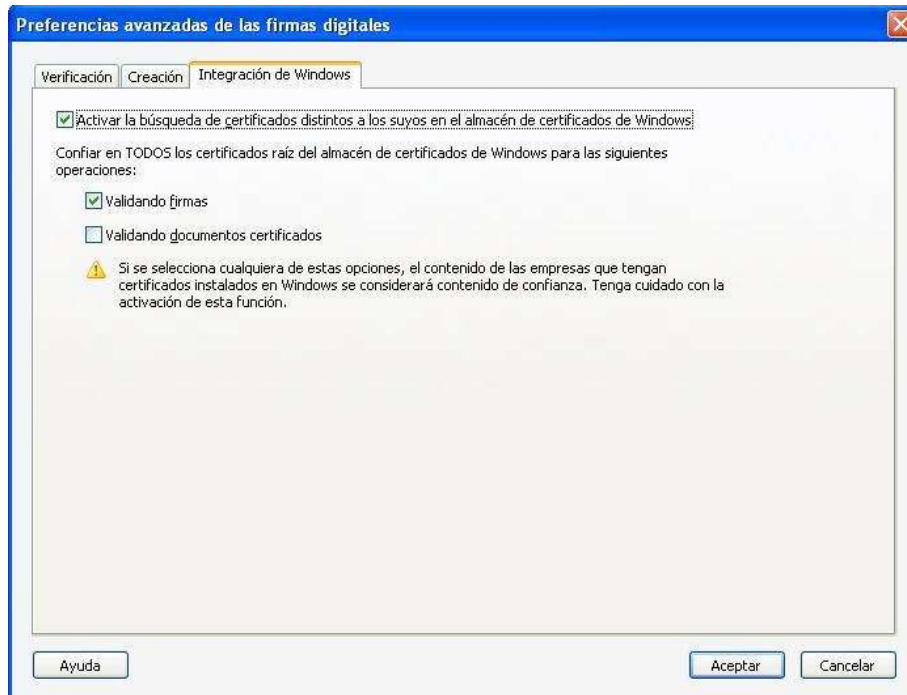 Preferencias avanzadas de las firmas digitales
Verificación Creación Integración de Windows
Activar la búsqueda de certificados distintos a los suyos en el almacén de certificados de Windows
Confiar en TODOS los certificados raíz del almacén de certificados de Windows para las siguientes
operaciones:
Validando firmas
Validando documentos certificados
Si se selecciona cualquiera de estas opciones, el contenido de las empresas que tengan
certificados instalados en Windows se considerará contenido de confianza. Tenga cuidado con la
activación de esta función.
Ayuda Aceptar Cancelar